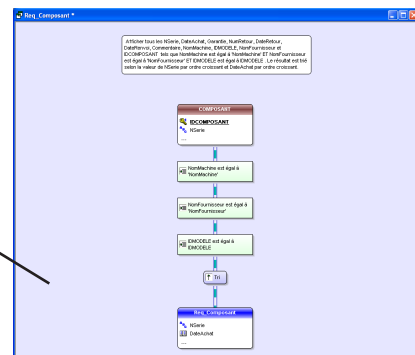 Req_Composant *
Afficher tous les NSerie, DateAchat, Garantie, NumRetour, DateRetour,
DateRenvoi, Commentaire, NomMachine, IDMODELE, NomFournisseur et
IDCOMPOSANT tels que NomMachine est égal à 'NomMachine' ET NomFournisseur
est égal à 'NomFournisseur' ET IDMODELE est égal à IDMODELE . Le résultat est trié
selon la valeur de NSerie par ordre croissant et DateAchat par ordre croissant.
COMPOSANT
IDCOMPOSANT
NSerie
...
NomMachine est égal à
'NomMachine'
NomFournisseur est égal à
'NomFournisseur'
IDMODELE est égal à
IDMODELE
Tri
Req_Composant
NSerie
DateAchat
...